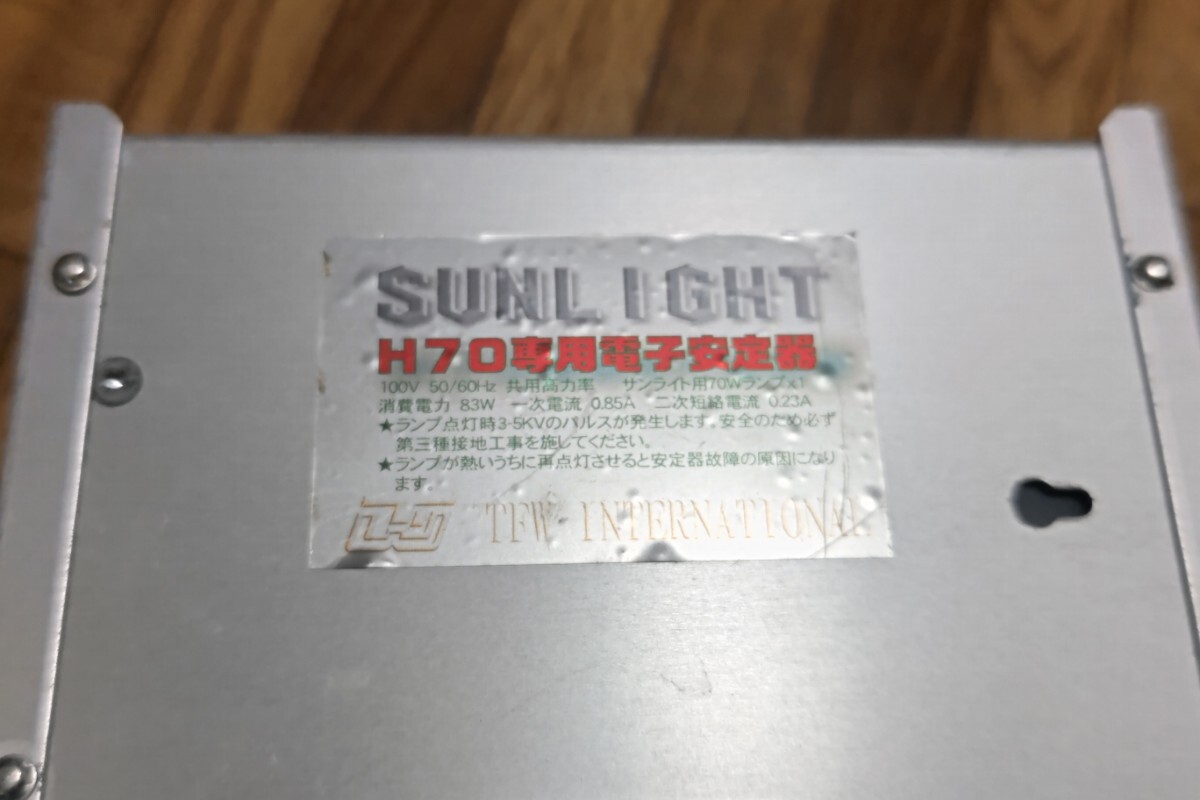 SUNLIGHT
H70専用電子安定器
100V 50/60Hz 共用高力率 サンライト用70Wランプx1
消費電力 83W 一次電流 0.85A 二次短絡電流 0.23A
★ランプ点灯時3-5KVのパルスが発生します。安全のため必ず
第三種接地工事を施してください。
★ランプが熱いうちに再点灯させると安定器故障の原因になり
ます。
TFW INTERNATIONAL